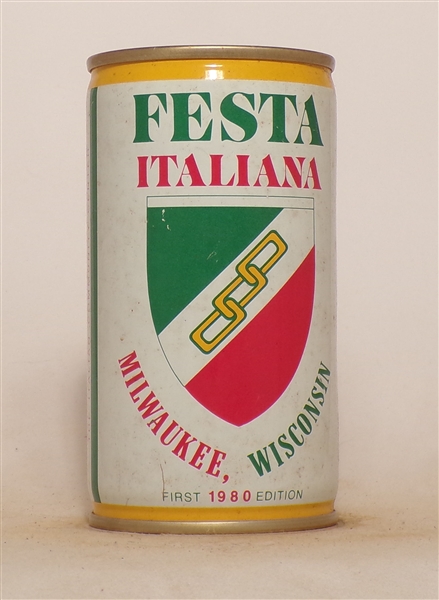 FESTA
ITALIANA
MILWAUKEE, WISCONSIN
FIRST 1980 EDITION